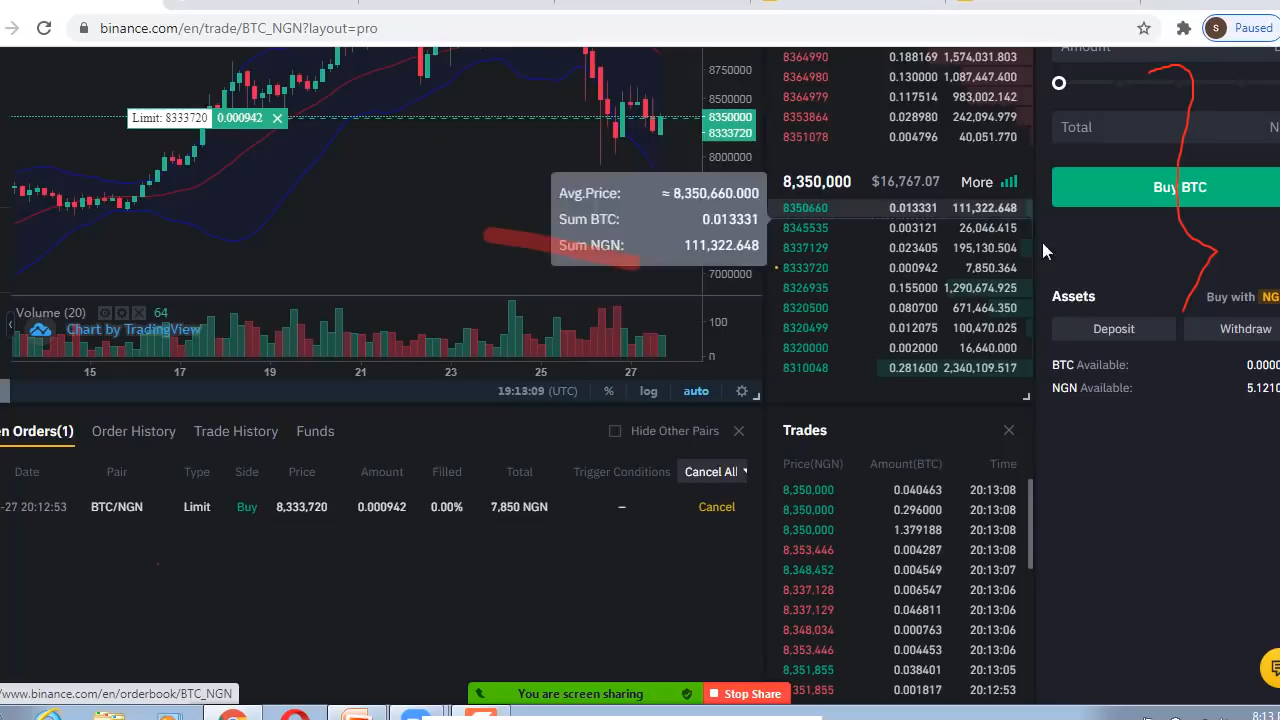 binance.com/en/trade/BTC_NGN?layout=pro
S Paused
8750000
8500000
8350000
8333720
8000000
7000000
Limit: 8333720 0.000942
Avg.Price: ≈ 8,350,660.000
Sum BTC: 0.013331
Sum NGN: 111,322.648
Volume (20) 64
Chart by TradingView
100
0
15 17 19 21 23 25 27
19:13:09 (UTC) % log auto
8364990 0.188169 1,574,031.803
8364980 0.130000 1,087,447.400
8364979 0.117514 983,002.142
8353864 0.028980 242,094.979
8351078 0.004796 40,051.770
8,350,000 $16,767.07 More
8350660 0.013331 111,322.648
8345535 0.003121 26,046.415
8337129 0.023405 195,130.504
8333720 0.000942 7,850.364
8326935 0.155000 1,290,674.925
8320500 0.080700 671,464.350
8320499 0.012075 100,470.025
8320000 0.002000 16,640.000
8310048 0.281600 2,340,109.517
Amount
Total N
Buy BTC
Assets Buy with NG
Deposit Withdraw
BTC Available: 0.0000
NGN Available: 5.1210
en Orders(1) Order History Trade History Funds Hide Other Pairs
Date Pair Type Side Price Amount Filled Total Trigger Conditions Cancel All
-27 20:12:53 BTC/NGN Limit Buy 8,333,720 0.000942 0.00% 7,850 NGN – Cancel
Trades
Price(NGN) Amount(BTC) Time
8,350,000 0.040463 20:13:08
8,350,000 0.296000 20:13:08
8,350,000 1.379188 20:13:08
8,353,446 0.004287 20:13:08
8,348,452 0.004549 20:13:07
8,337,128 0.006547 20:13:06
8,337,129 0.046811 20:13:06
8,348,034 0.000763 20:13:06
8,353,446 0.004453 20:13:06
8,351,855 0.038401 20:13:05
,351,855 0.001817 20:12:53
/www.binance.com/en/orderbook/BTC_NGN
You are screen sharing Stop Share
8:13